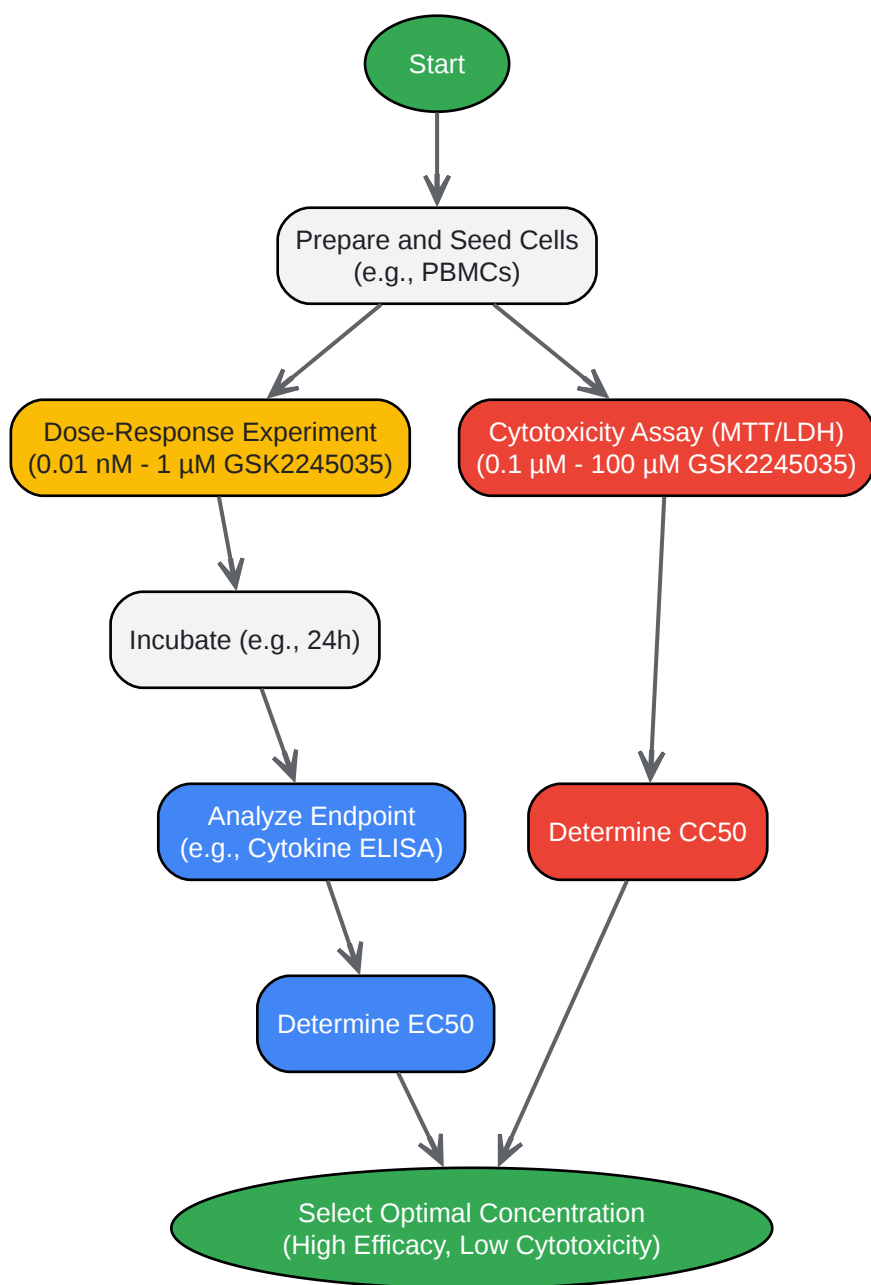 Start
Prepare and Seed Cells
(e.g., PBMCs)
Dose-Response Experiment
(0.01 nM - 1 µM GSK2245035)
Cytotoxicity Assay (MTT/LDH)
(0.1 µM - 100 µM GSK2245035)
Incubate (e.g., 24h)
Analyze Endpoint
(e.g., Cytokine ELISA)
Determine CC50
Determine EC50
Select Optimal Concentration
(High Efficacy, Low Cytotoxicity)